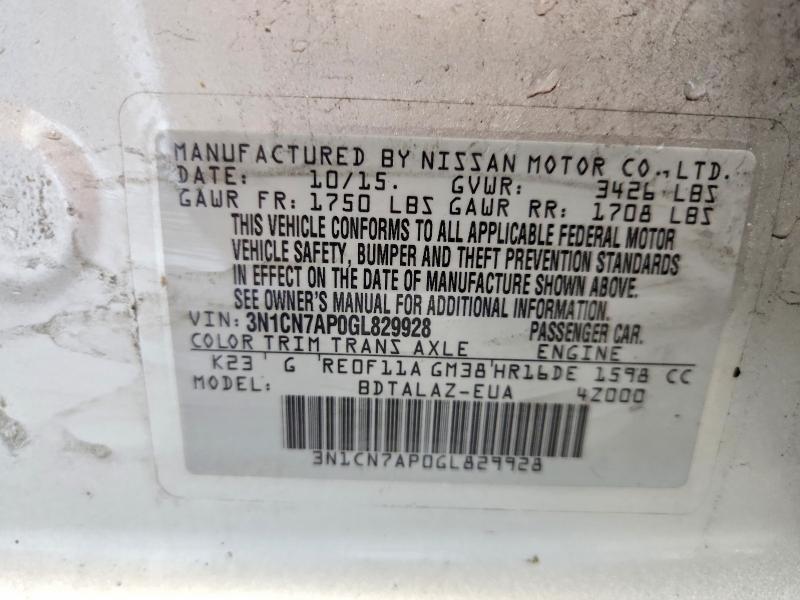 MANUFACTURED BY NISSAN MOTOR CO., LTD.
DATE: 10/15. GVWR: 3426 LBS
GAWR FR: 1750 LBS GAWR RR: 1708 LBS
THIS VEHICLE CONFORMS TO ALL APPLICABLE FEDERAL MOTOR
VEHICLE SAFETY, BUMPER AND THEFT PREVENTION STANDARDS
IN EFFECT ON THE DATE OF MANUFACTURE SHOWN ABOVE.
SEE OWNER'S MANUAL FOR ADDITIONAL INFORMATION.
VIN: 3N1CN7AP0GL829928 PASSENGER CAR.
COLOR TRIM TRANS AXLE ENGINE
K23 ' G 'RE0F11A GM38'HR16DE 1598 CC
MODEL: BDTALAZ-EUA 4Z000
3N1CN7AP0GL829928